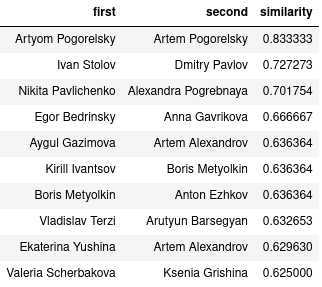 first second similarity
Artyom Pogorelsky Artem Pogorelsky 0.833333
Ivan Stolov Dmitry Pavlov 0.727273
Nikita Pavlichenko Alexandra Pogrebnaya 0.701754
Egor Bedrinsky Anna Gavrikova 0.666667
Aygul Gazimova Artem Alexandrov 0.636364
Kirill Ivantsov Boris Metyolkin 0.636364
Boris Metyolkin Anton Ezhkov 0.636364
Vladislav Terzi Arutyun Barsegyan 0.632653
Ekaterina Yushina Artem Alexandrov 0.629630
Valeria Scherbakova Ksenia Grishina 0.625000